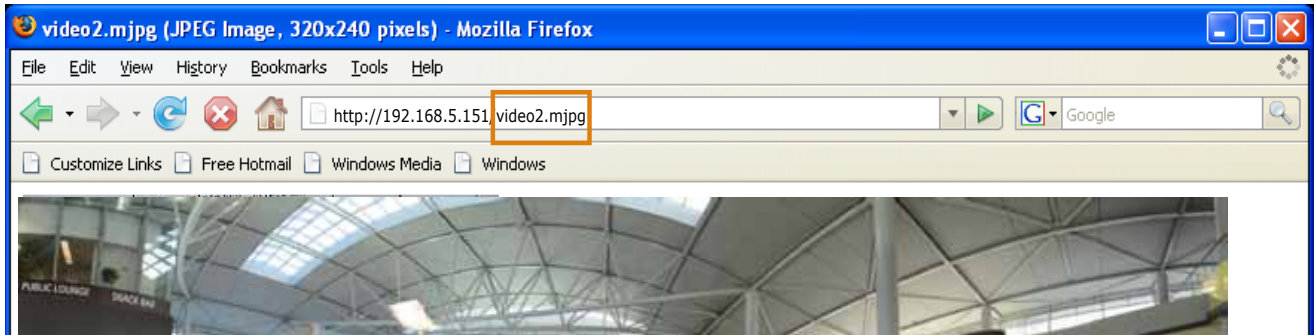 video2.mjpg (JPEG Image, 320x240 pixels) - Mozilla Firefox
File Edit View History Bookmarks Tools Help
http://192.168.5.151/video2.mjpg G Google
Customize Links Free Hotmail Windows Media Windows
PUBLIC LOUNGE SNACK BAR